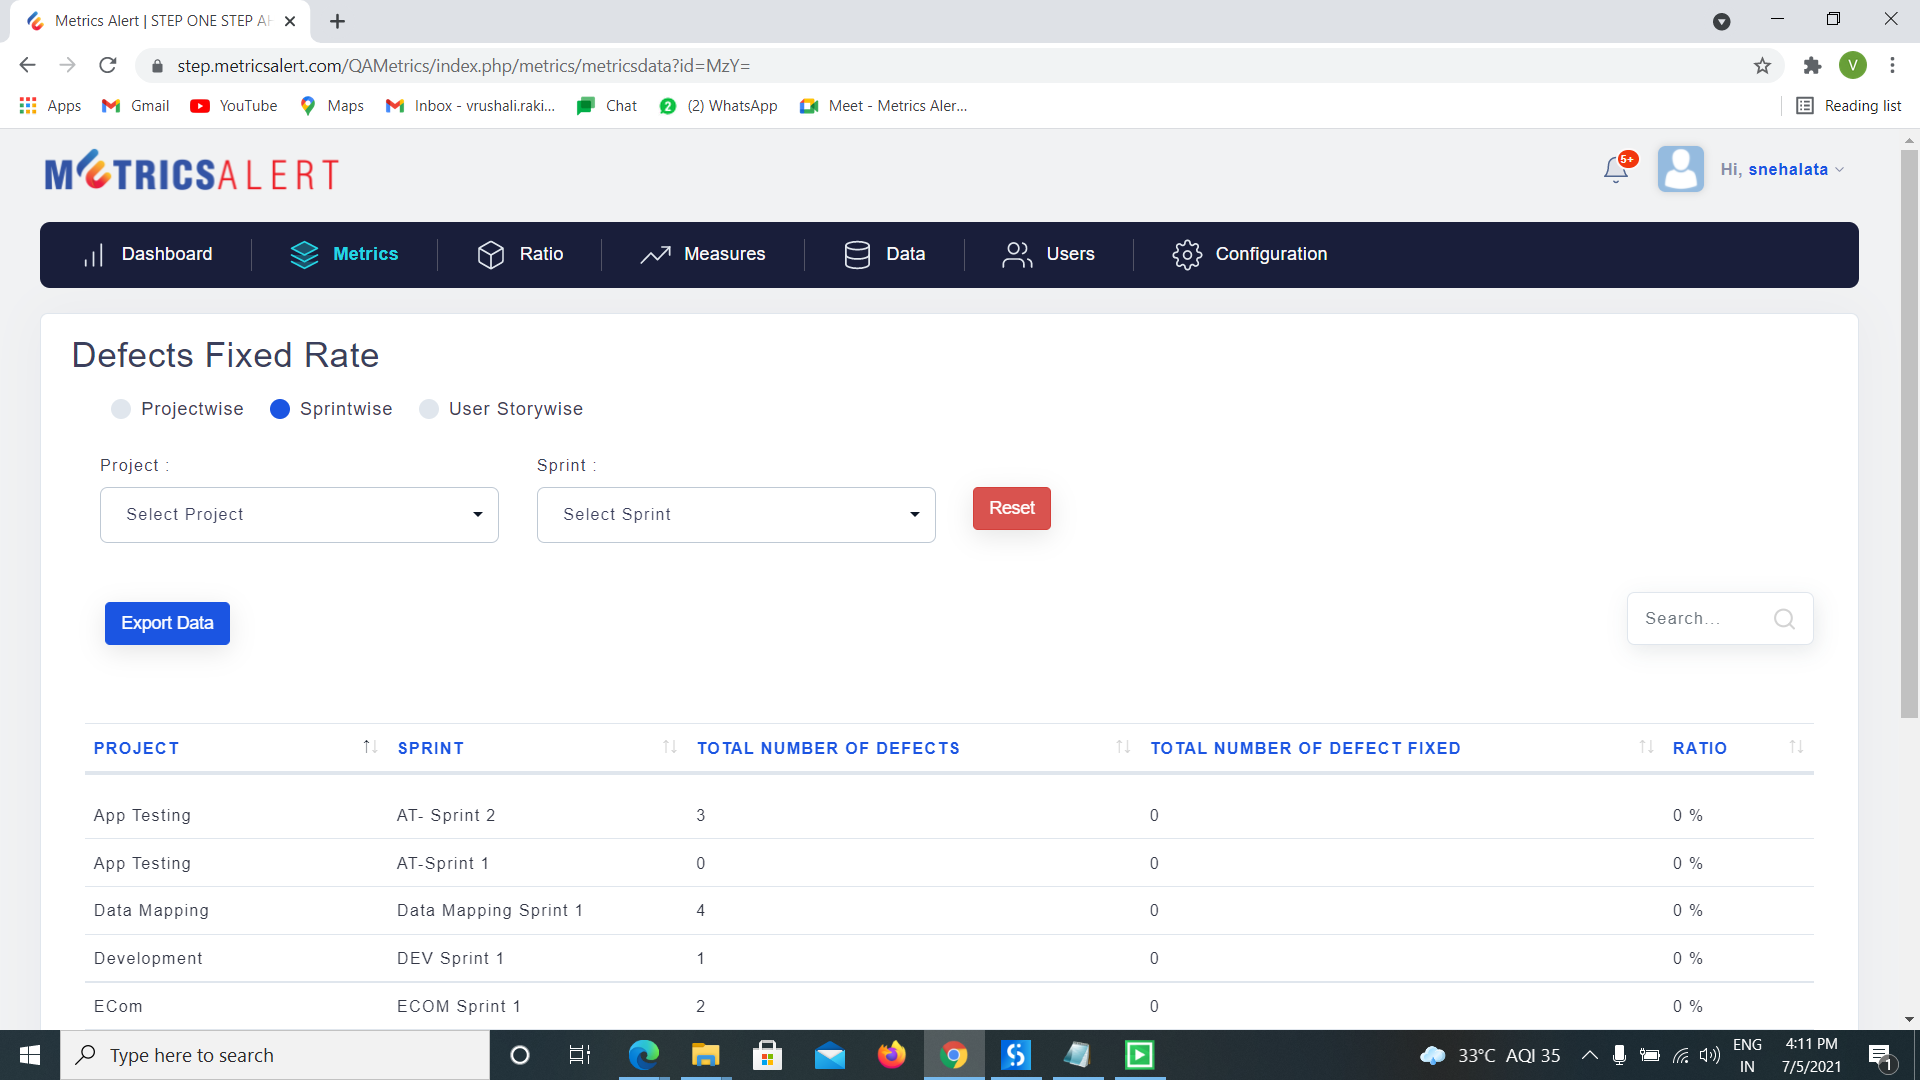 Metrics Alert | STEP ONE STEP AH
step.metricsalert.com/QAMetrics/index.php/metrics/metricsdata?id=MzY=
V
Apps Gmail YouTube Maps Inbox - vrushali.raki... Chat 2 (2) WhatsApp Meet - Metrics Aler... Reading list
METRICSALERT
5+
Hi, snehalata
Dashboard Metrics Ratio Measures Data Users Configuration
Defects Fixed Rate
Projectwise Sprintwise User Storywise
Project : Sprint :
Select Project Select Sprint Reset
Export Data Search...
PROJECT SPRINT TOTAL NUMBER OF DEFECTS TOTAL NUMBER OF DEFECT FIXED RATIO
App Testing AT- Sprint 2 3 0 0 %
App Testing AT-Sprint 1 0 0 0 %
Data Mapping Data Mapping Sprint 1 4 0 0 %
Development DEV Sprint 1 1 0 0 %
ECom ECOM Sprint 1 2 0 0 %
Type here to search
33°C AQI 35
ENG
IN
4:11 PM
7/5/2021
1